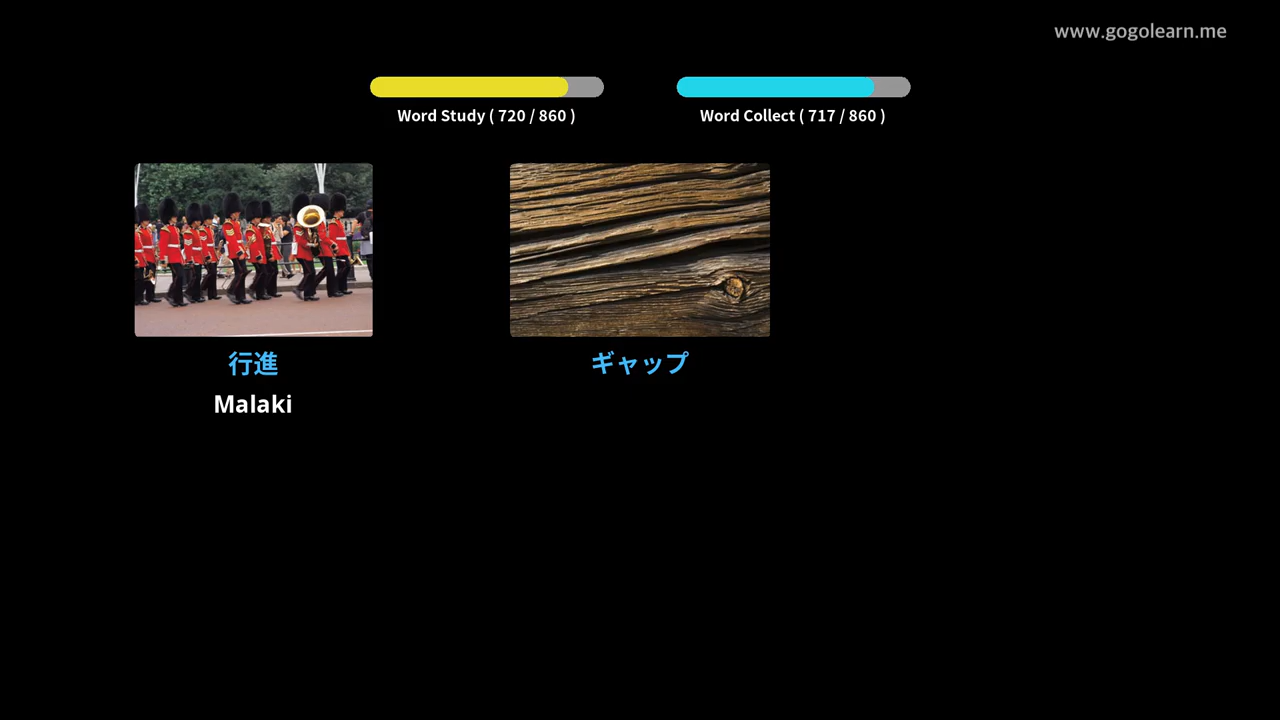 www.gogolearn.me
Word Study ( 720 / 860 )
Word Collect ( 717 / 860 )
行進
Malaki
ギャップ